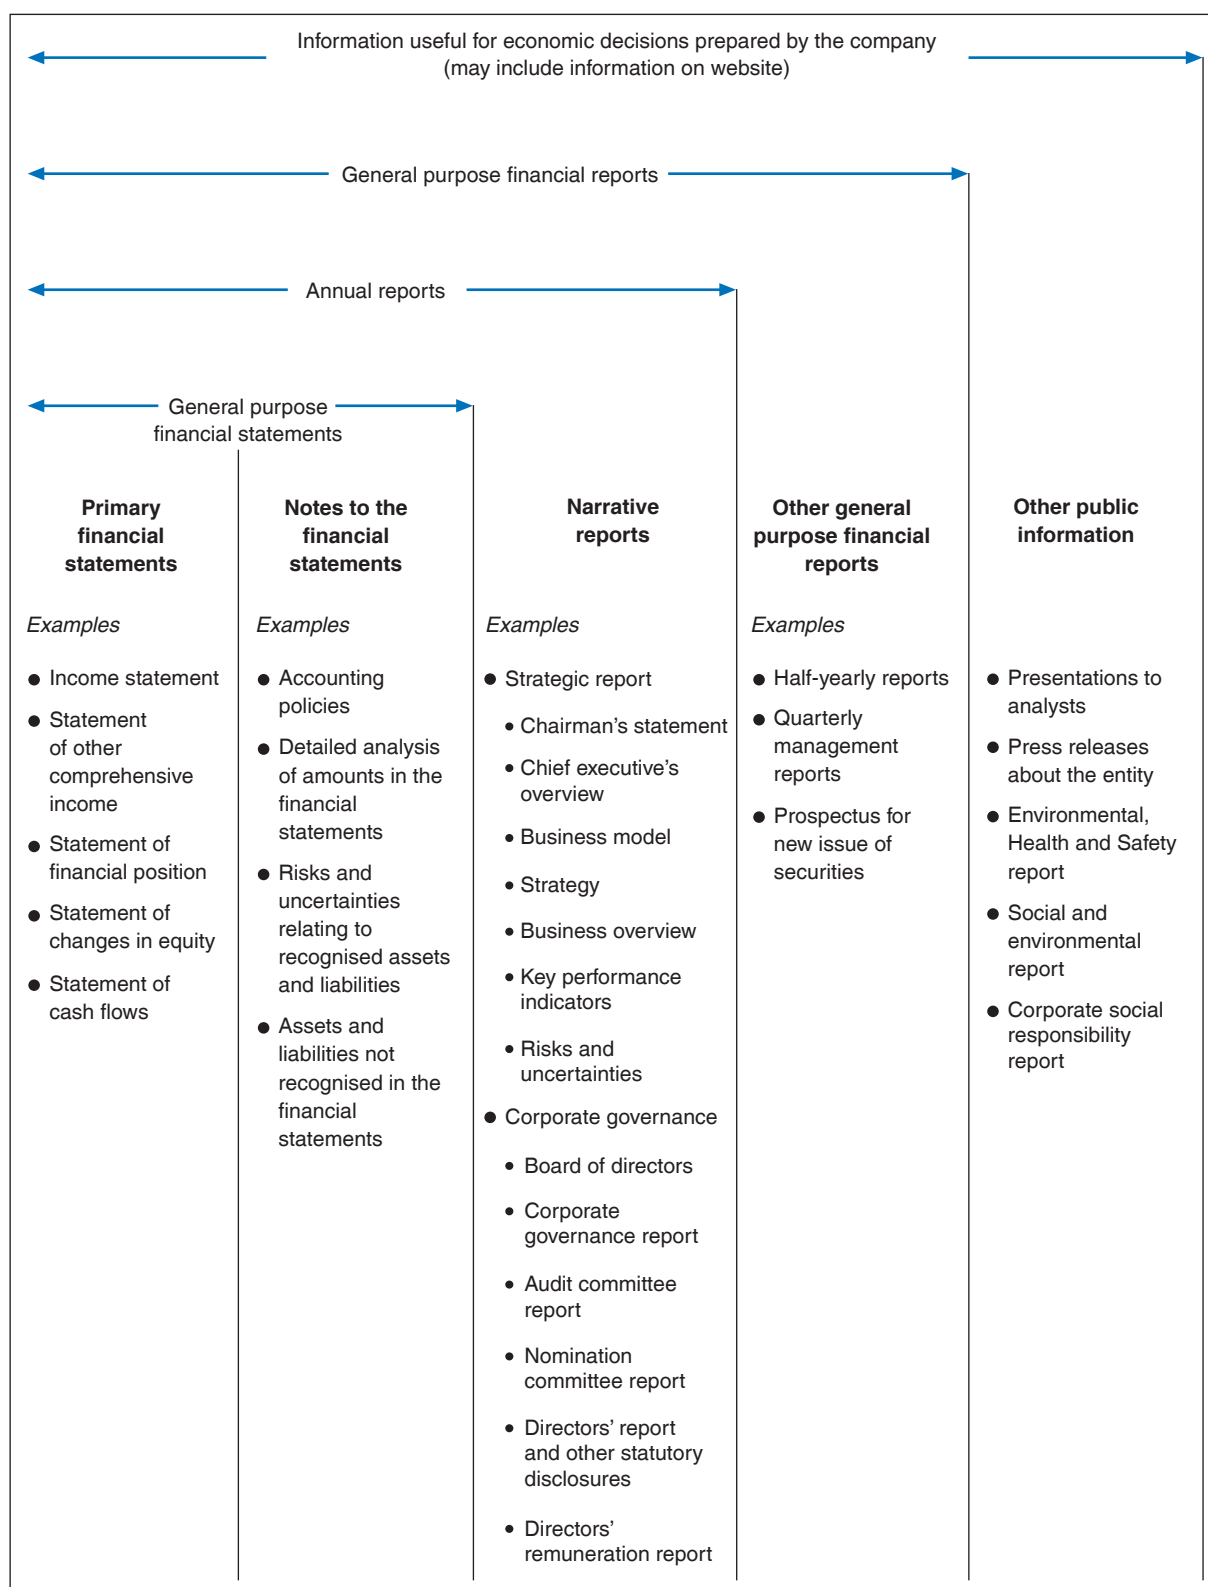 Information useful for economic decisions prepared by the company
(may include information on website)
General purpose financial reports
Annual reports
General purpose
financial statements
Primary
financial
statements
Examples
● Income statement
● Statement
of other
comprehensive
income
● Statement of
financial position
● Statement of
changes in equity
● Statement of
cash flows
Notes to the
financial
statements
Examples
● Accounting
policies
● Detailed analysis
of amounts in the
financial
statements
● Risks and
uncertainties
relating to
recognised assets
and liabilities
● Assets and
liabilities not
recognised in the
financial
statements
Narrative
reports
Examples
● Strategic report
• Chairman’s statement
• Chief executive’s
overview
• Business model
• Strategy
• Business overview
• Key performance
indicators
• Risks and
uncertainties
● Corporate governance
• Board of directors
• Corporate
governance report
• Audit committee
report
• Nomination
committee report
• Directors’ report
and other statutory
disclosures
• Directors’
remuneration report
Other general
purpose financial
reports
Examples
● Half-yearly reports
● Quarterly
management
reports
● Prospectus for
new issue of
securities
Other public
information
● Presentations to
analysts
● Press releases
about the entity
● Environmental,
Health and Safety
report
● Social and
environmental
report
● Corporate social
responsibility
report